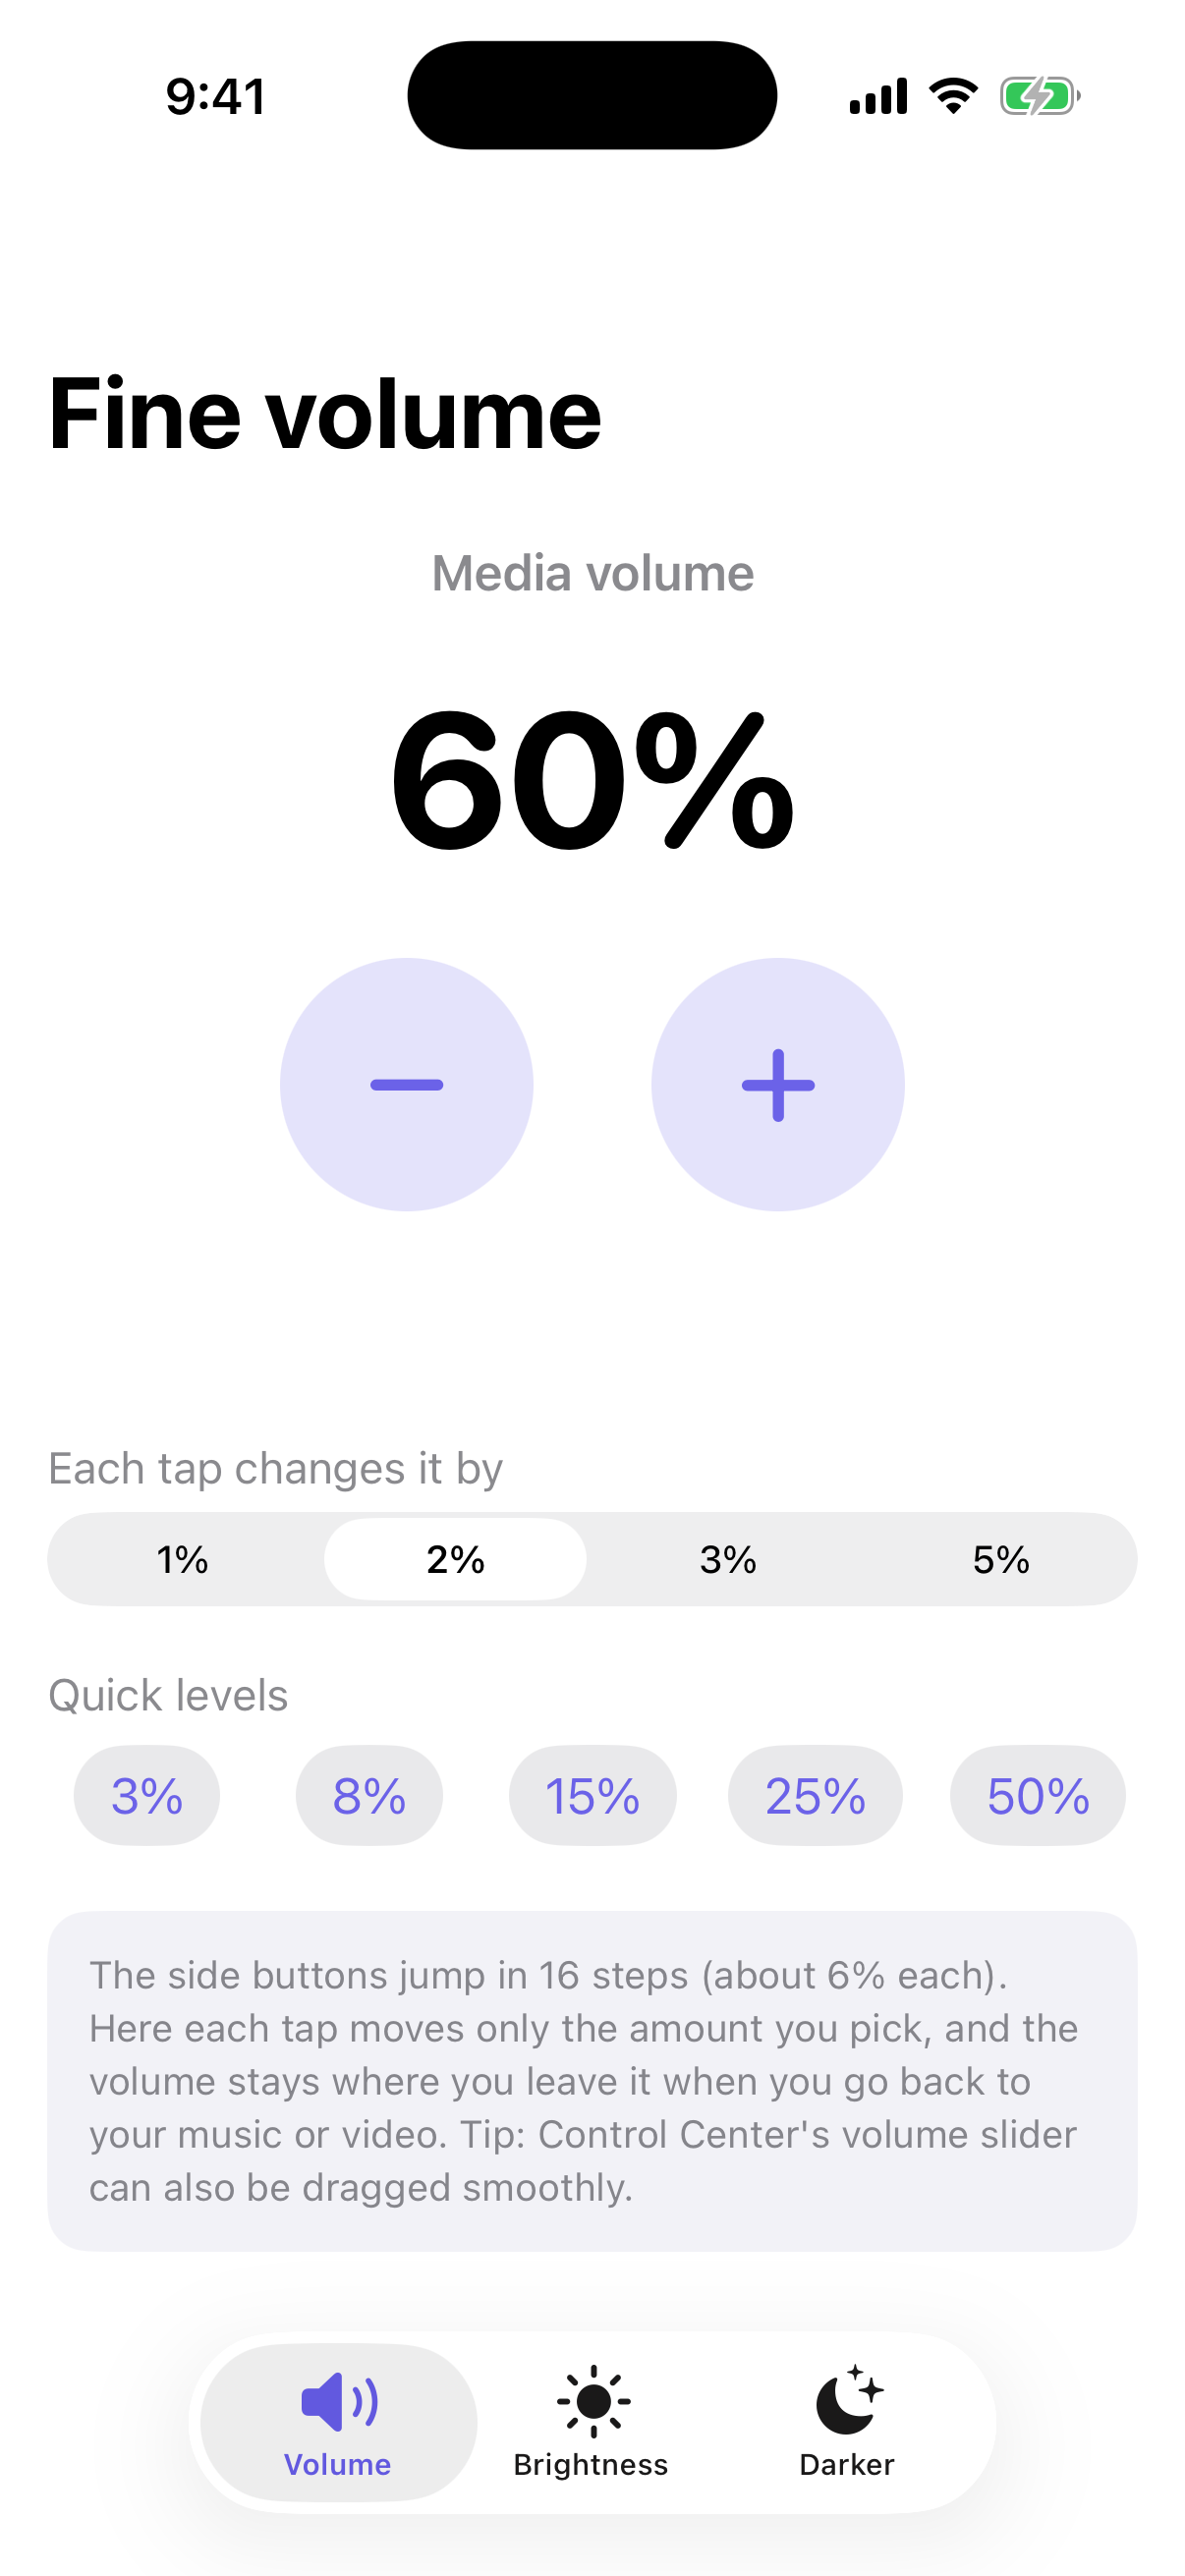 9:41
Fine volume
Media volume
60%
Each tap changes it by
1% 2% 3% 5%
Quick levels
3% 8% 15% 25% 50%
The side buttons jump in 16 steps (about 6% each).
Here each tap moves only the amount you pick, and the
volume stays where you leave it when you go back to
your music or video. Tip: Control Center's volume slider
can also be dragged smoothly.
Volume Brightness Darker